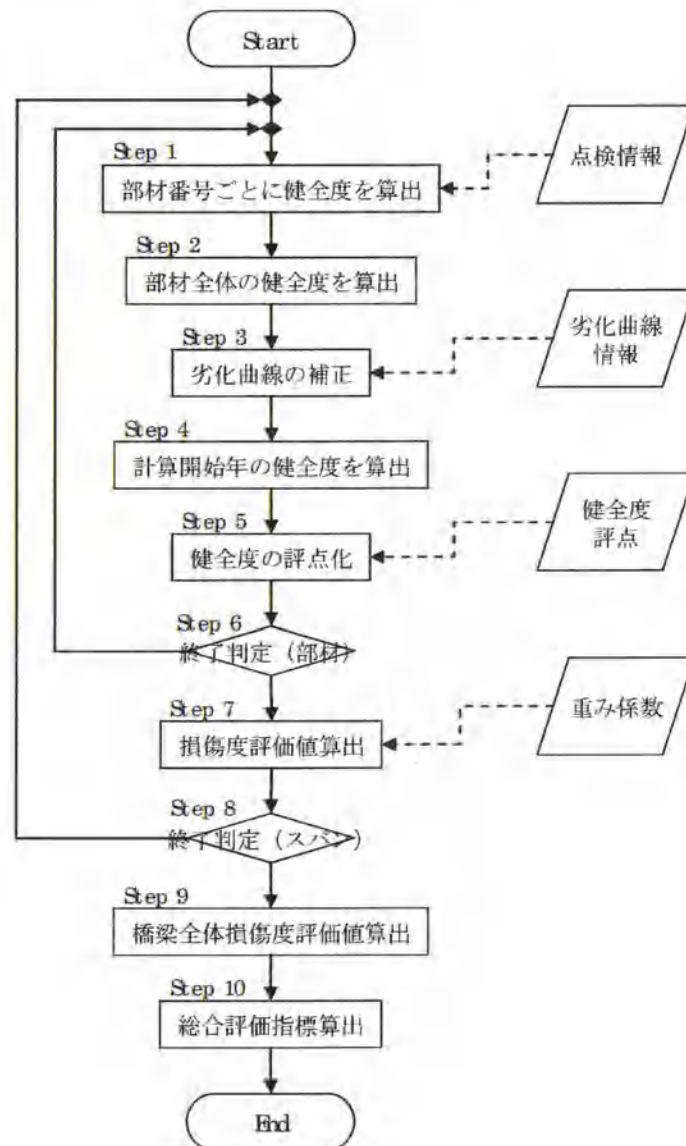 Start
Step 1
部材番号ごとに健全度を算出
点検情報
Step 2
部材全体の健全度を算出
Step 3
劣化曲線の補正
劣化曲線
情報
Step 4
計算開始年の健全度を算出
Step 5
健全度の評点化
健全度
評点
Step 6
終了判定（部材）
Step 7
損傷度評価値算出
重み係数
Step 8
終了判定（スパン）
Step 9
橋梁全体損傷度評価値算出
Step 10
総合評価指標算出
End